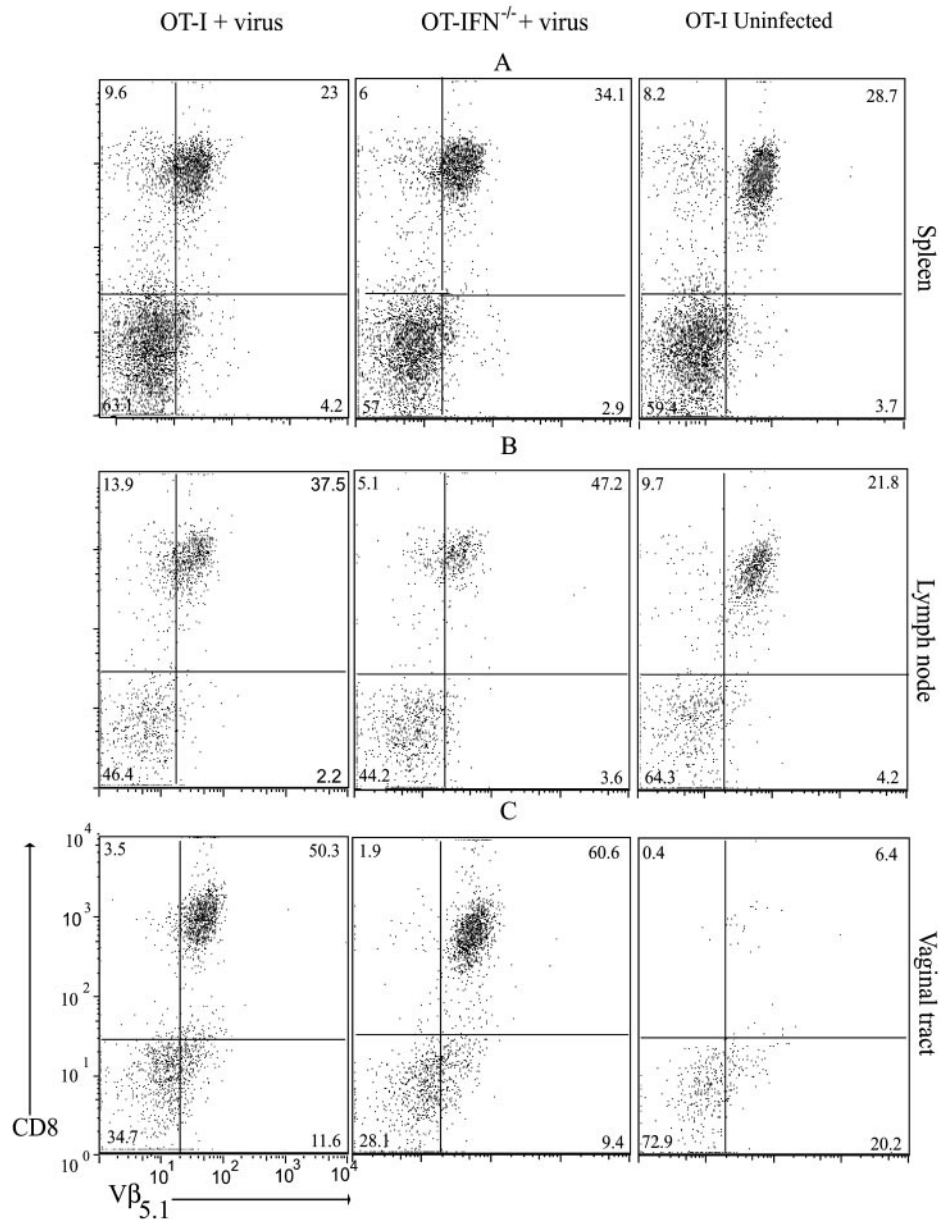 OT-I + virus OT-IFN-/- + virus OT-I Uninfected
A
9.6 23 6 34.1 8.2 28.7
Spleen
63.1 4.2 57 2.9 59.4 3.7
B
13.9 37.5 5.1 47.2 9.7 21.8
Lymph node
46.4 2.2 44.2 3.6 64.3 4.2
C
10^4 3.5 50.3 1.9 60.6 0.4 6.4
10^3
Vaginal tract
10^2
10^1
CD8 34.7 11.6 28.1 9.4 72.9 20.2
10^0
10^1 10^2 10^3 10^4
Vβ5.1